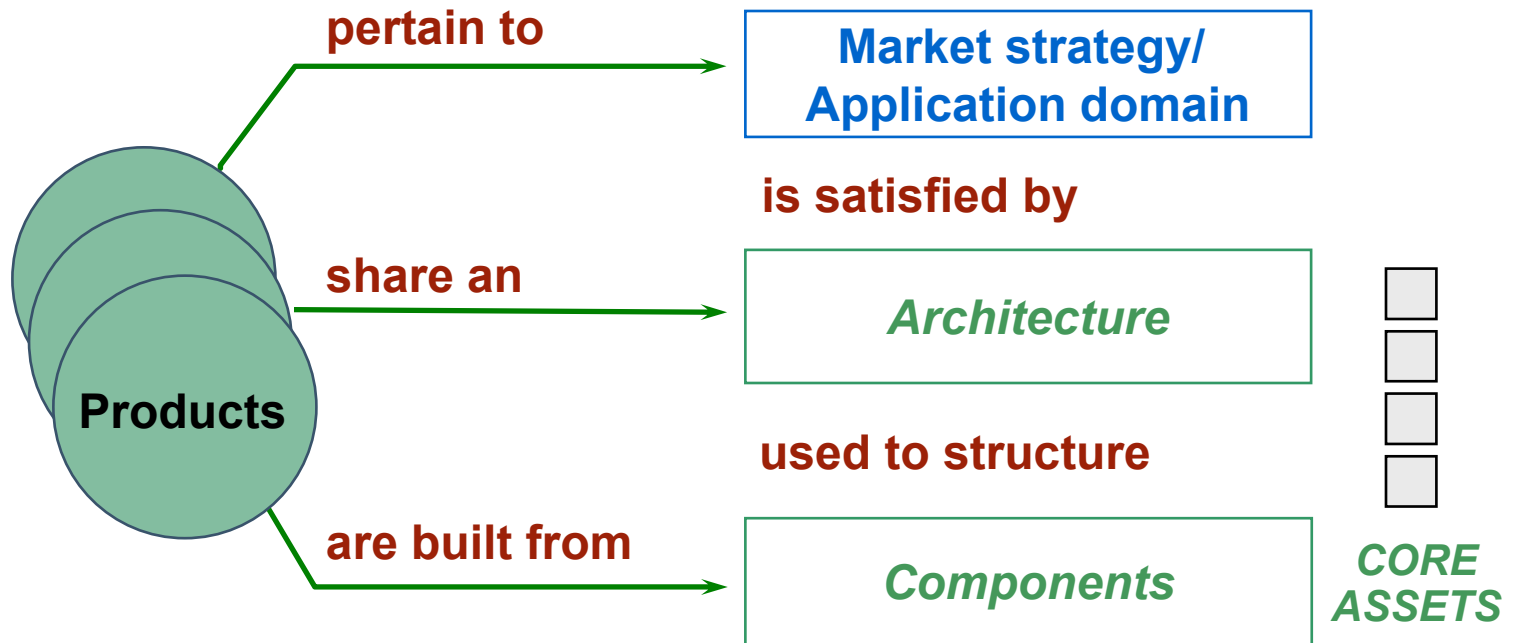 pertain to
Market strategy/
Application domain
is satisfied by
share an
Architecture
Products
used to structure
are built from
Components
CORE
ASSETS